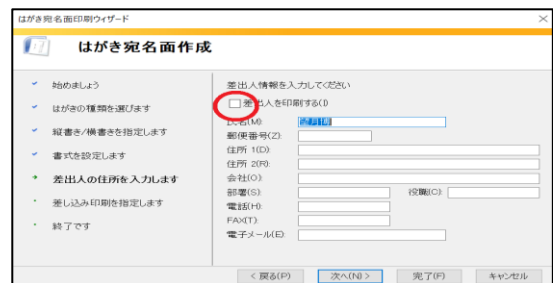 はがき宛名面印刷ウィザード
はがき宛名面作成
始めましょう
はがきの種類を選びます
縦書き/横書きを指定します
書式を設定します
差出人の住所を入力します
差し込み印刷を指定します
終了です
差出人情報を入力してください
差出人を印刷する(I)
氏名(M):
郵便番号(Z):
住所 1(D):
住所 2(R):
会社(O):
部署(S):
役職(C):
電話(H):
FAX(T):
電子メール(E):
< 戻る(P)
次へ(N) >
完了(F)
キャンセル